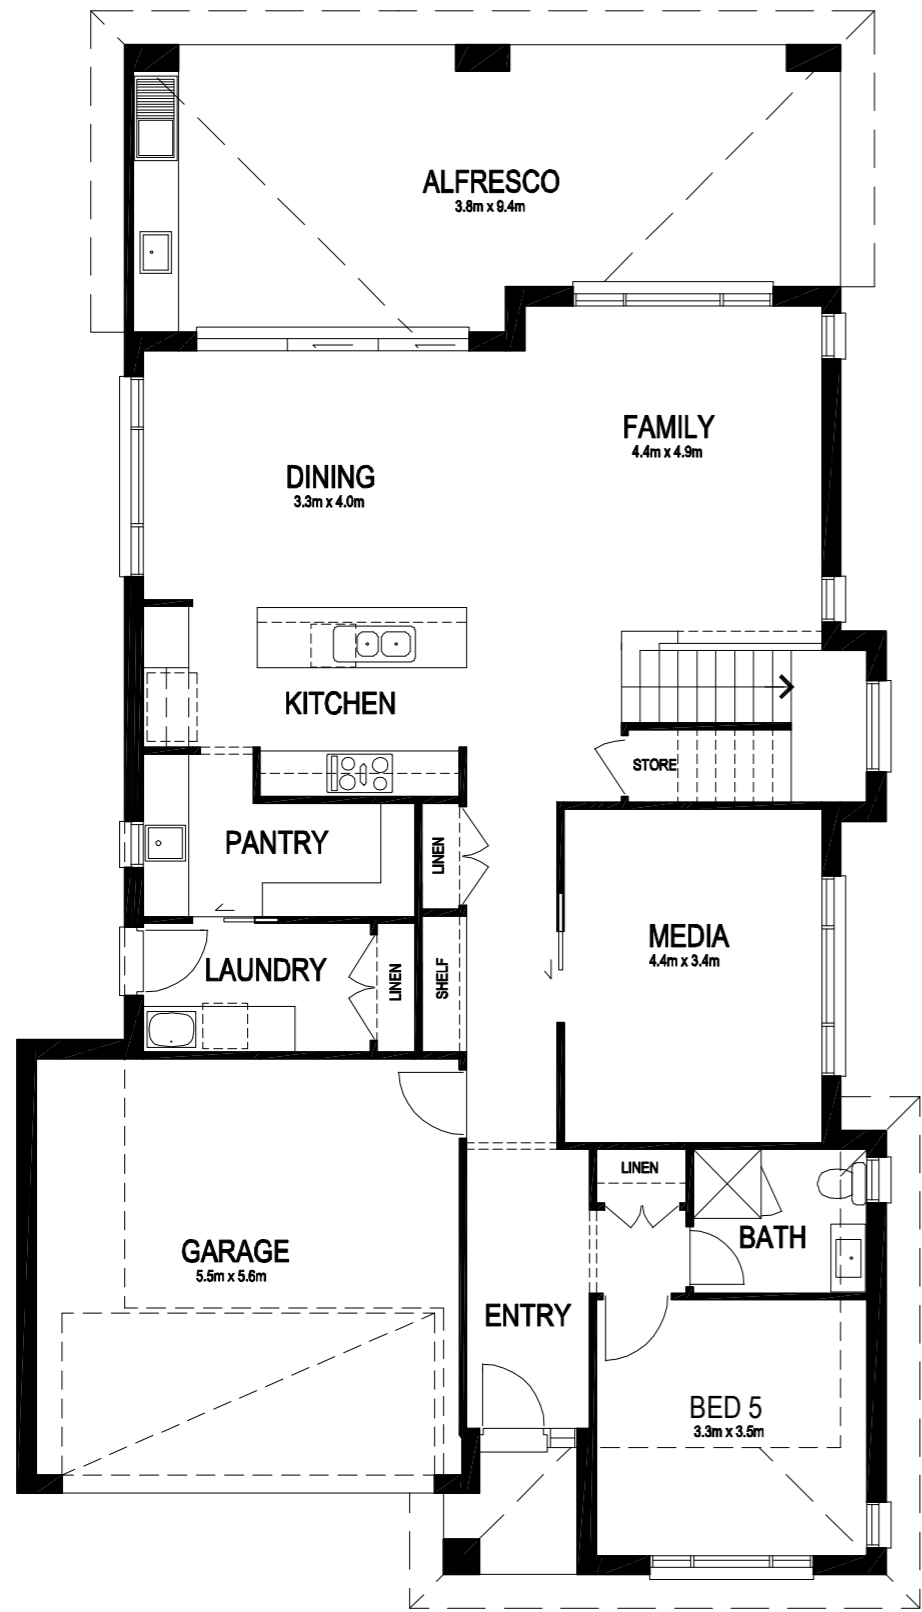 ALFRESCO
3.8m x 9.4m
FAMILY
4.4m x 4.9m
DINING
3.3m x 4.0m
KITCHEN
STORE
PANTRY
LINEN
MEDIA
4.4m x 3.4m
LAUNDRY
LINEN
SHELF
LINEN
BATH
GARAGE
5.5m x 5.6m
ENTRY
BED 5
3.3m x 3.5m